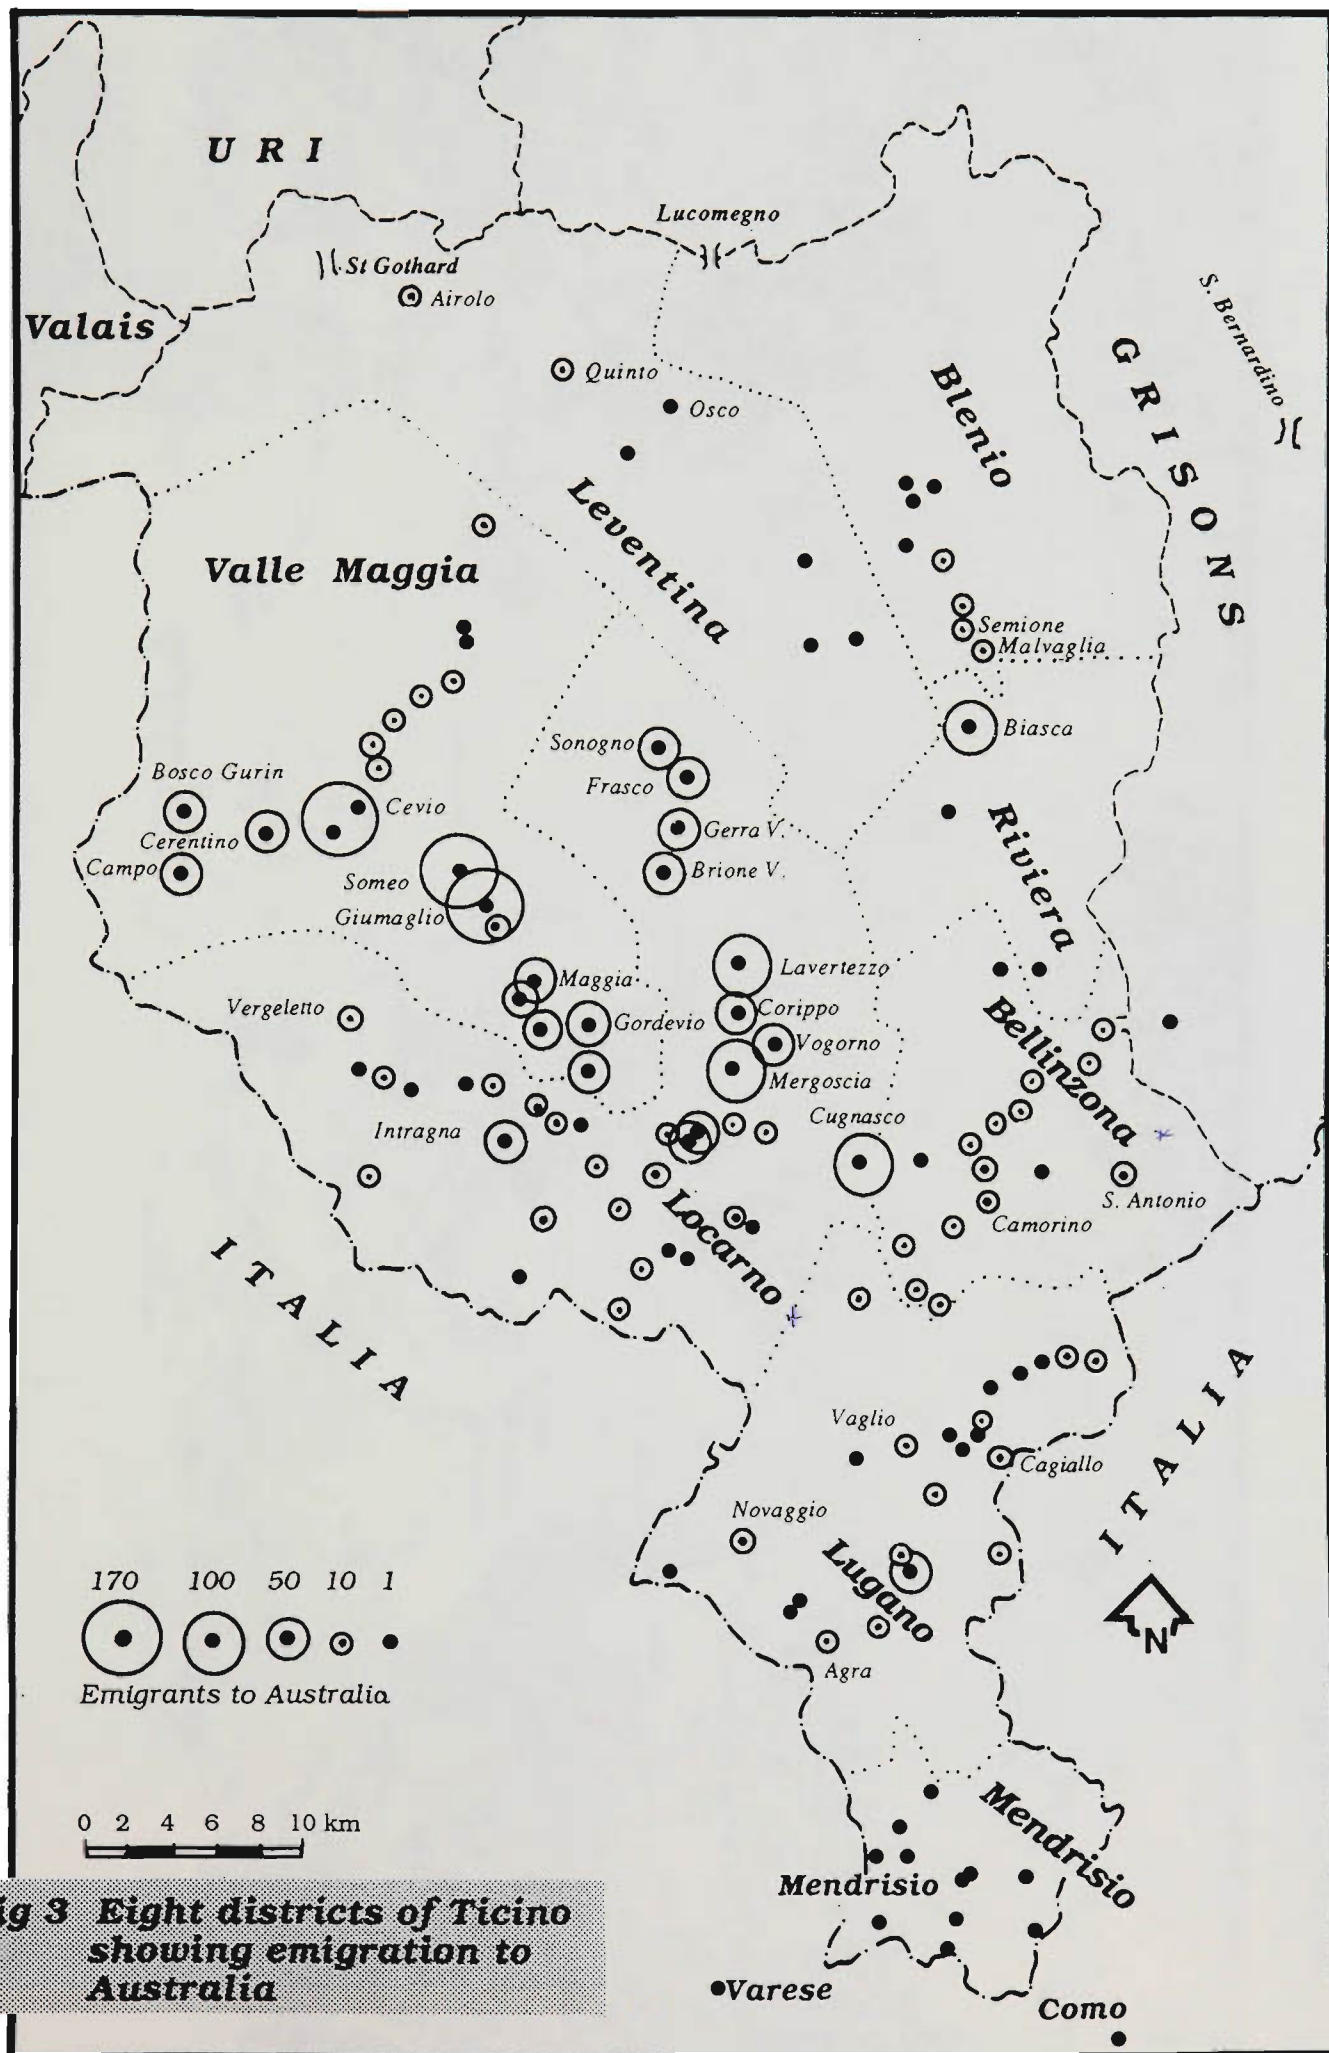 URI
Lucomegno
St Gothard
Airolo
S. Bernardino
Valais
GRISONS
Quinto
Blenio
Osco
Leventina
Valle Maggia
Semione
Malvaglia
Biasca
Sonogno
Frasco
Bosco Gurin
Cevio
Riviera
Cerentino
Gerra V.
Campo
Brione V.
Someo
Giumaglio
Lavertezzo
Maggia
Vergeletto
Gordevio
Corippo
Bellinzona
Vogorno
Mergoscia
Cugnasco
Intragna
S. Antonio
Locarno
Camorino
ITALIA
ITALIA
Vaglio
Cagiallo
Novaggio
Lugano
170 100 50 10 1
N
Agra
Emigrants to Australia
Mendrisio
0 2 4 6 8 10 km
Mendrisio
ig 3 Eight districts of Ticino
showing emigration to
Australia
Varese
Como